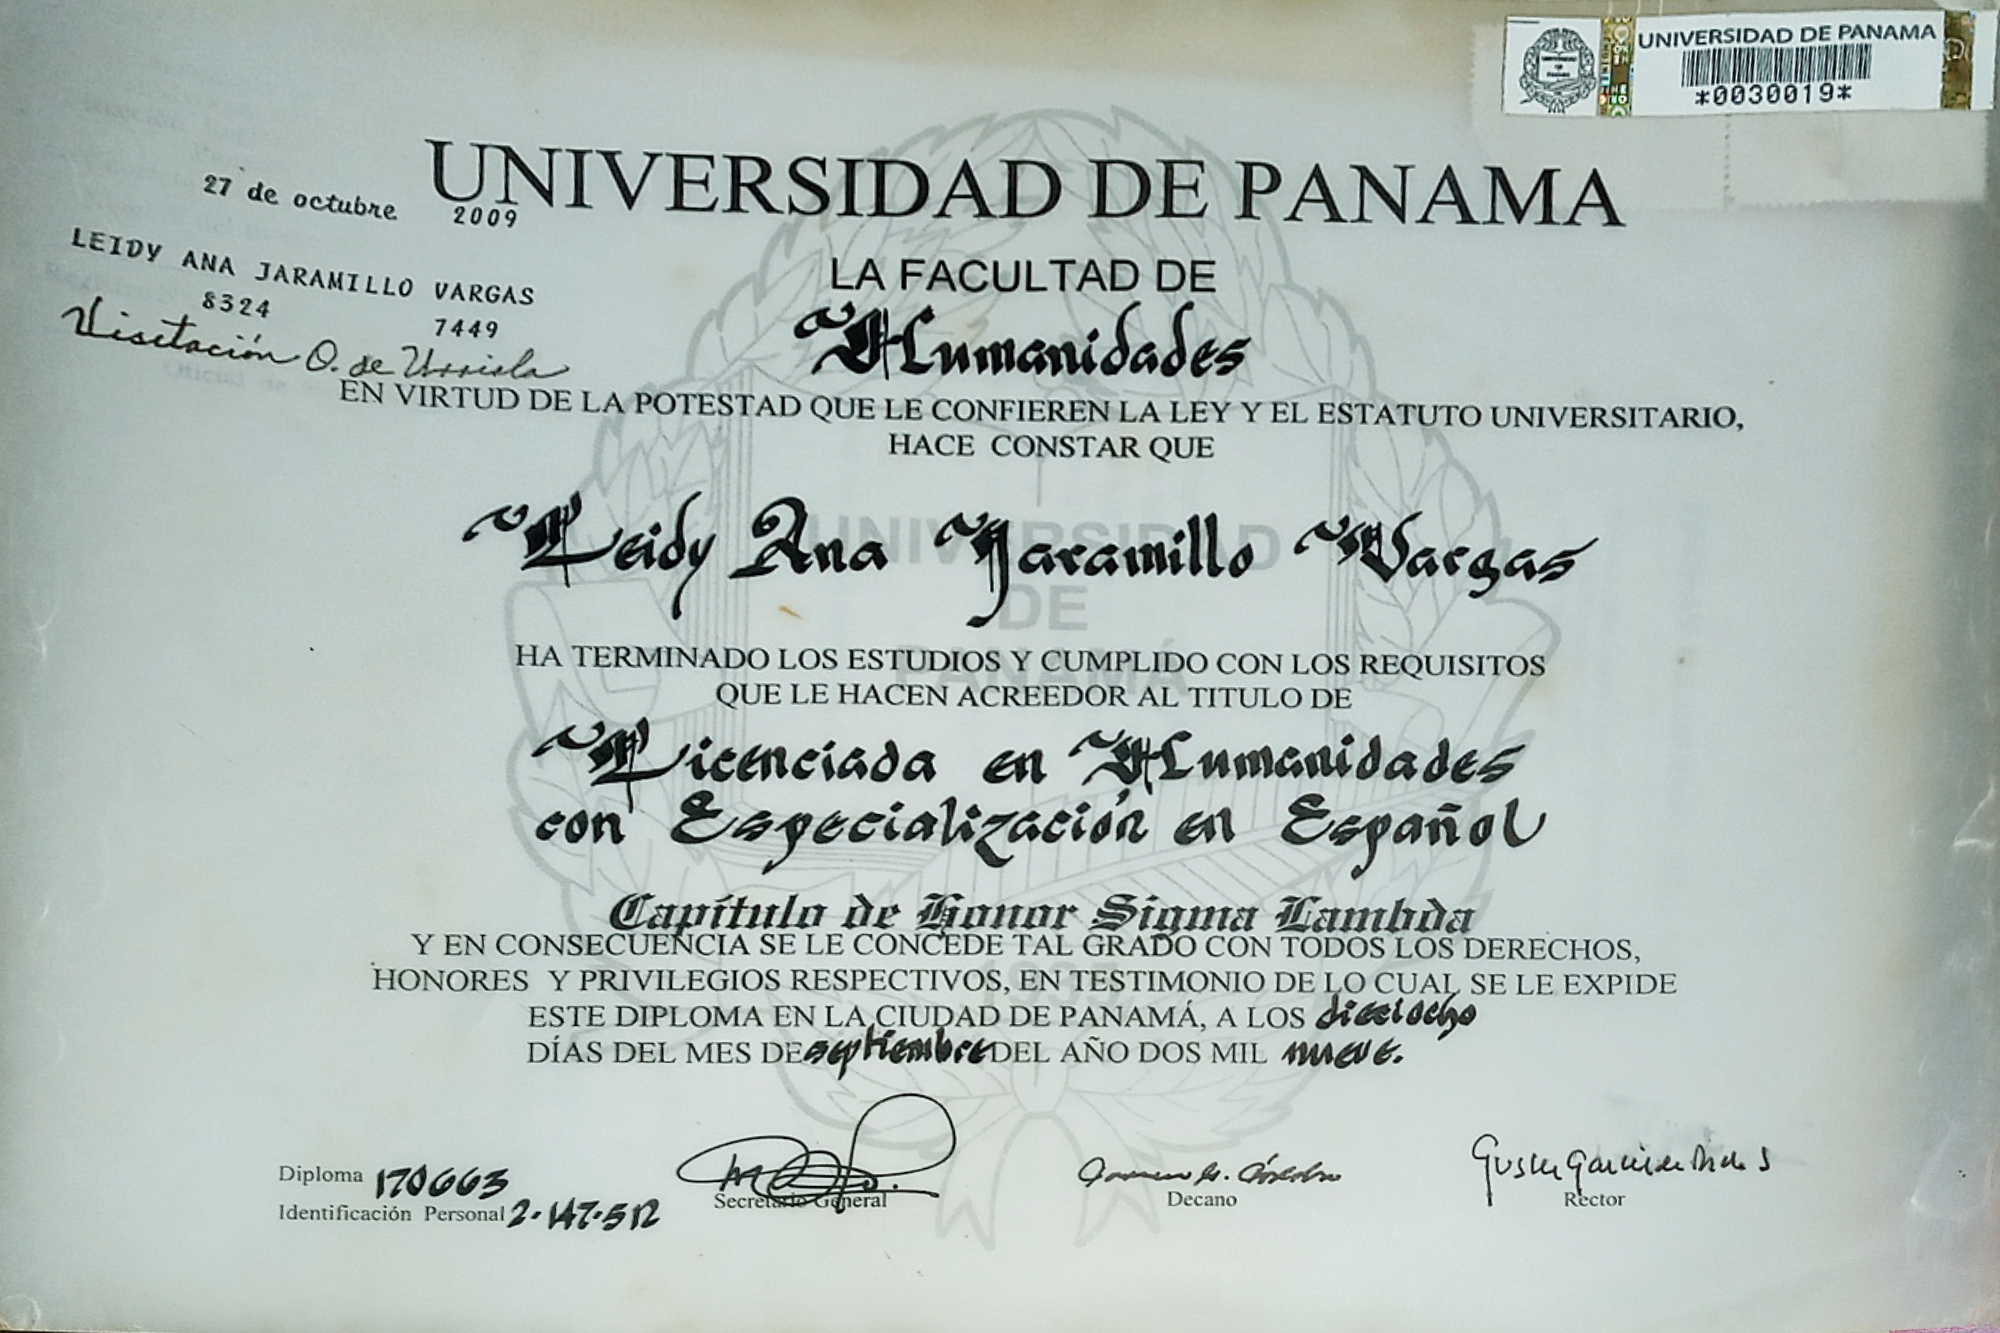 UNIVERSIDAD DE PANAMA
*0030019*
UNIVERSIDAD DE PANAMA
27 de octubre 2009
LEIDY ANA JARAMILLO VARGAS
8324 7449
Visitación O. de Urriola
LA FACULTAD DE
Humanidades
EN VIRTUD DE LA POTESTAD QUE LE CONFIEREN LA LEY Y EL ESTATUTO UNIVERSITARIO,
HACE CONSTAR QUE
Leidy Ana Jaramillo Vargas
UNIVERSIDAD
DE
PANAMÁ
HA TERMINADO LOS ESTUDIOS Y CUMPLIDO CON LOS REQUISITOS
QUE LE HACEN ACREEDOR AL TITULO DE
Licenciada en Humanidades
con Especialización en Español
Capítulo de Honor Sigma Lambda
Y EN CONSECUENCIA SE LE CONCEDE TAL GRADO CON TODOS LOS DERECHOS,
HONORES Y PRIVILEGIOS RESPECTIVOS, EN TESTIMONIO DE LO CUAL SE LE EXPIDE
ESTE DIPLOMA EN LA CIUDAD DE PANAMÁ, A LOS dieciocho
DÍAS DEL MES DE septiembre DEL AÑO DOS MIL nueve.
Diploma 170663
Identificación Personal 2-147-512
Secretario General
Decano
Rector